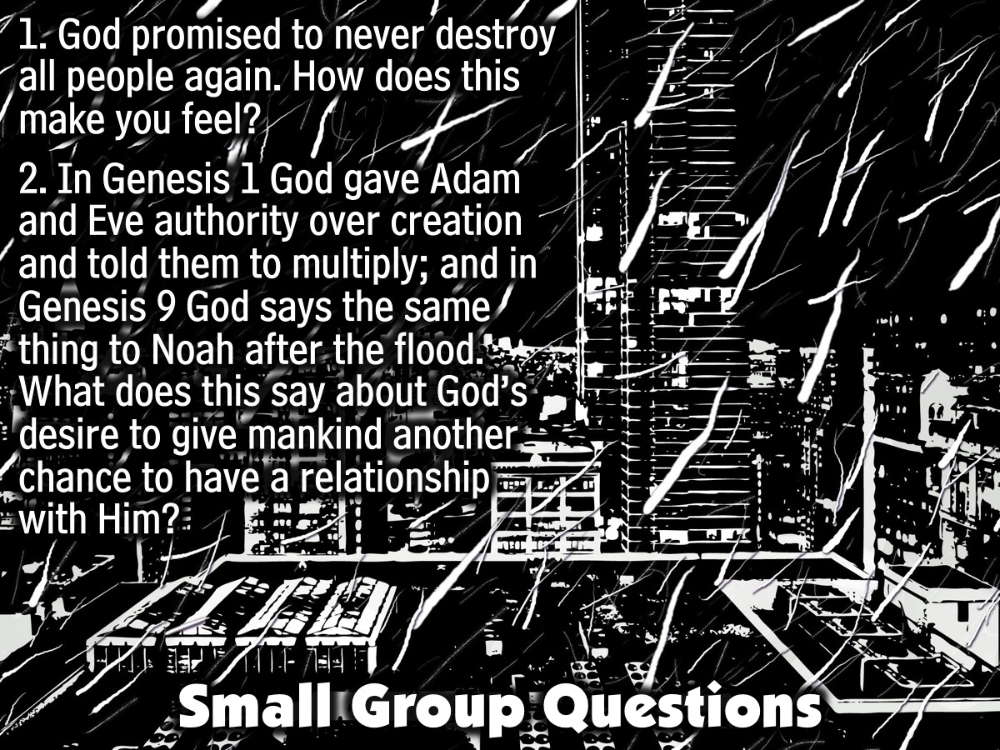 1. God promised to never destroy
all people again. How does this
make you feel?
2. In Genesis 1 God gave Adam
and Eve authority over creation
and told them to multiply; and in
Genesis 9 God says the same
thing to Noah after the flood.
What does this say about God’s
desire to give mankind another
chance to have a relationship
with Him?
Small Group Questions